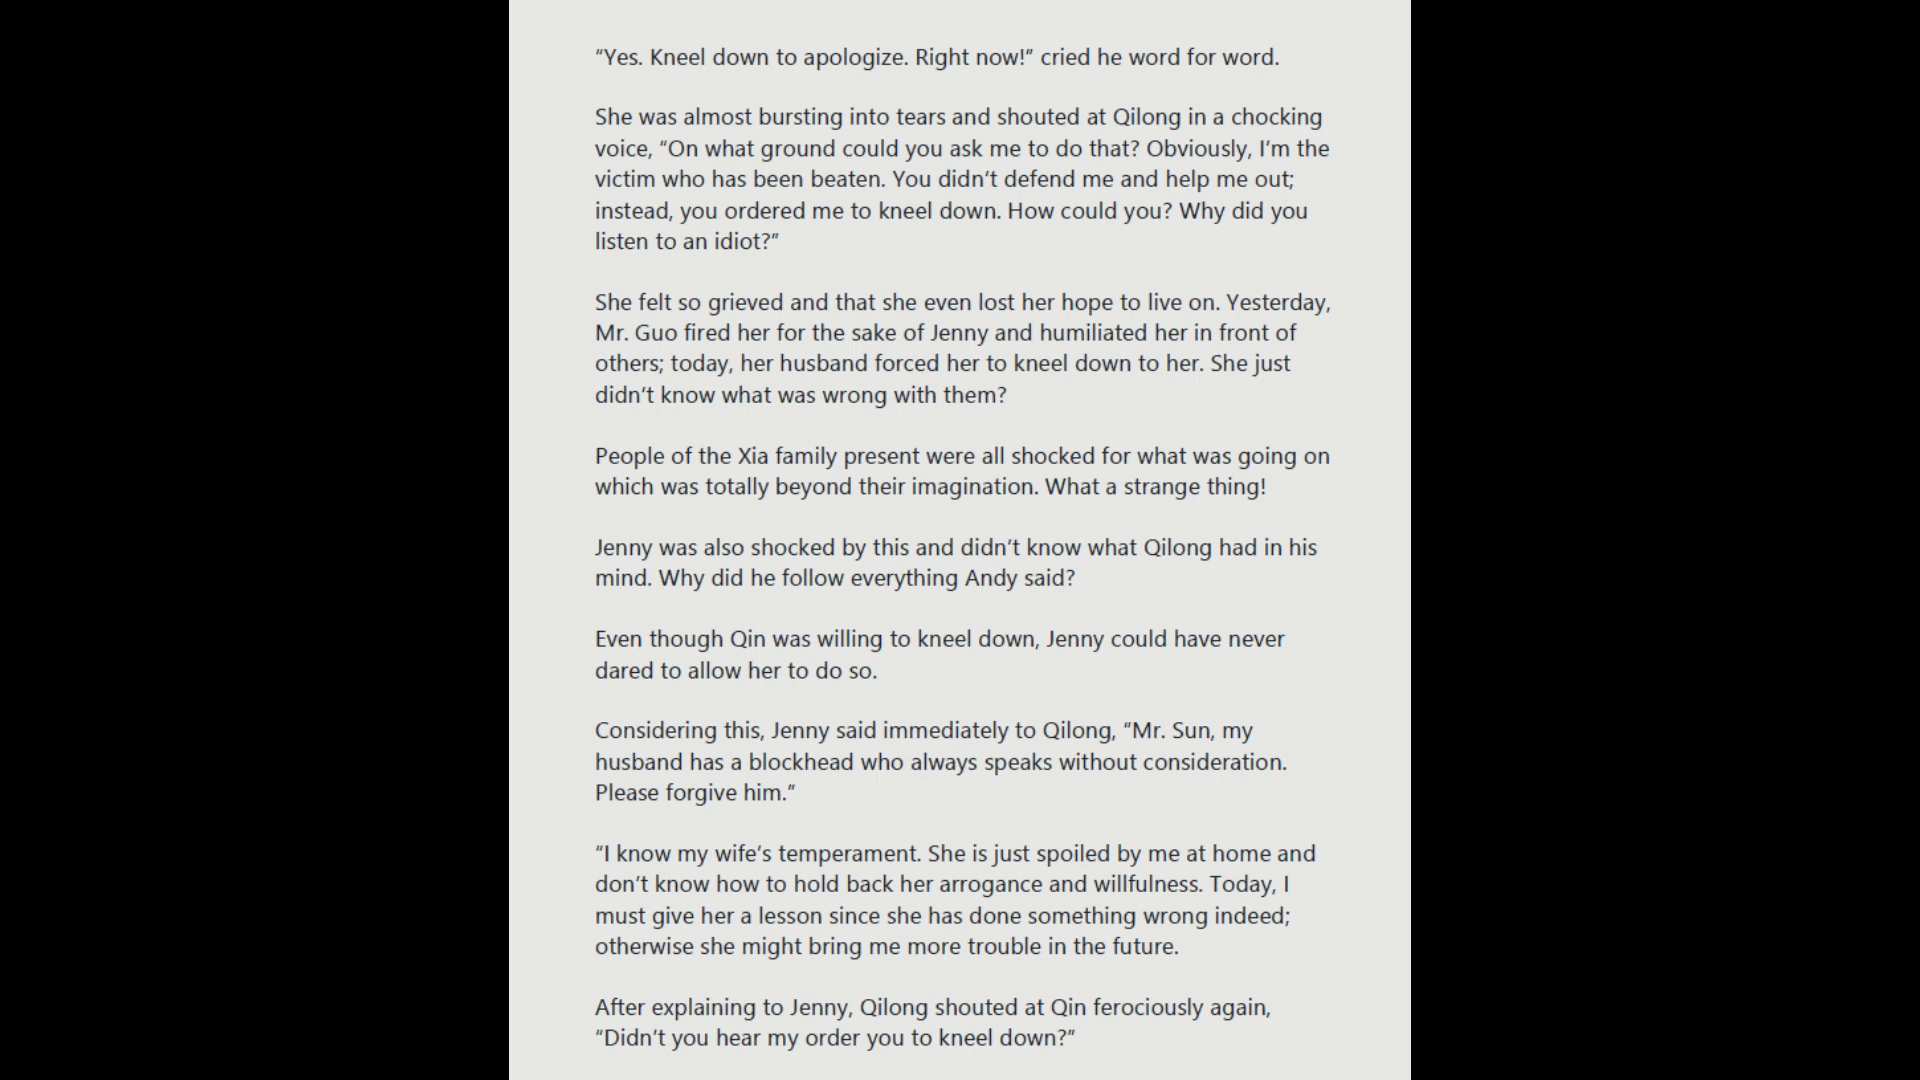 “Yes. Kneel down to apologize. Right now!” cried he word for word.
She was almost bursting into tears and shouted at Qilong in a chocking
voice, “On what ground could you ask me to do that? Obviously, I’m the
victim who has been beaten. You didn’t defend me and help me out;
instead, you ordered me to kneel down. How could you? Why did you
listen to an idiot?”
She felt so grieved and that she even lost her hope to live on. Yesterday,
Mr. Guo fired her for the sake of Jenny and humiliated her in front of
others; today, her husband forced her to kneel down to her. She just
didn’t know what was wrong with them?
People of the Xia family present were all shocked for what was going on
which was totally beyond their imagination. What a strange thing!
Jenny was also shocked by this and didn’t know what Qilong had in his
mind. Why did he follow everything Andy said?
Even though Qin was willing to kneel down, Jenny could have never
dared to allow her to do so.
Considering this, Jenny said immediately to Qilong, “Mr. Sun, my
husband has a blockhead who always speaks without consideration.
Please forgive him.”
“I know my wife’s temperament. She is just spoiled by me at home and
don’t know how to hold back her arrogance and willfulness. Today, I
must give her a lesson since she has done something wrong indeed;
otherwise she might bring me more trouble in the future.
After explaining to Jenny, Qilong shouted at Qin ferociously again,
“Didn’t you hear my order you to kneel down?”